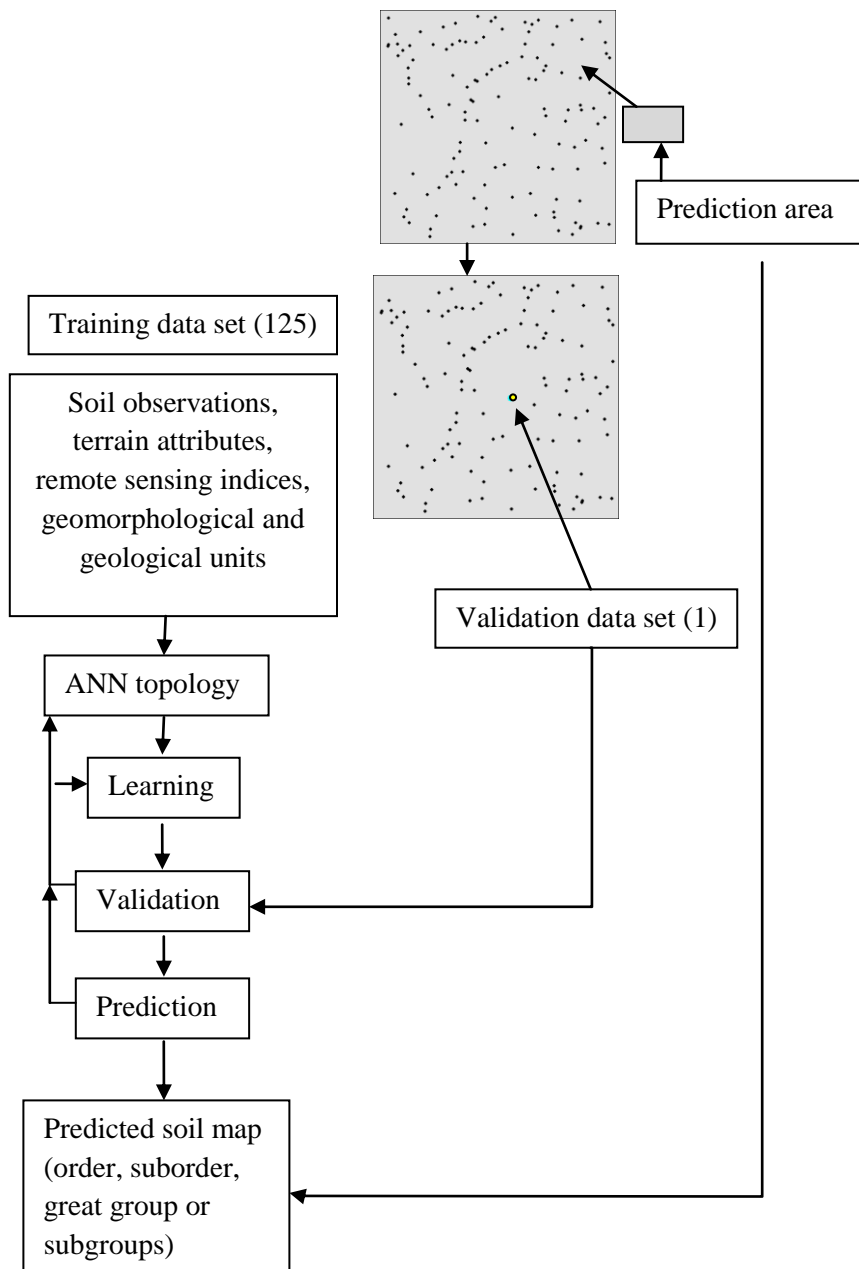 Prediction area
Training data set (125)
Soil observations,
terrain attributes,
remote sensing indices,
geomorphological and
geological units
Validation data set (1)
ANN topology
Learning
Validation
Prediction
Predicted soil map
(order, suborder,
great group or
subgroups)